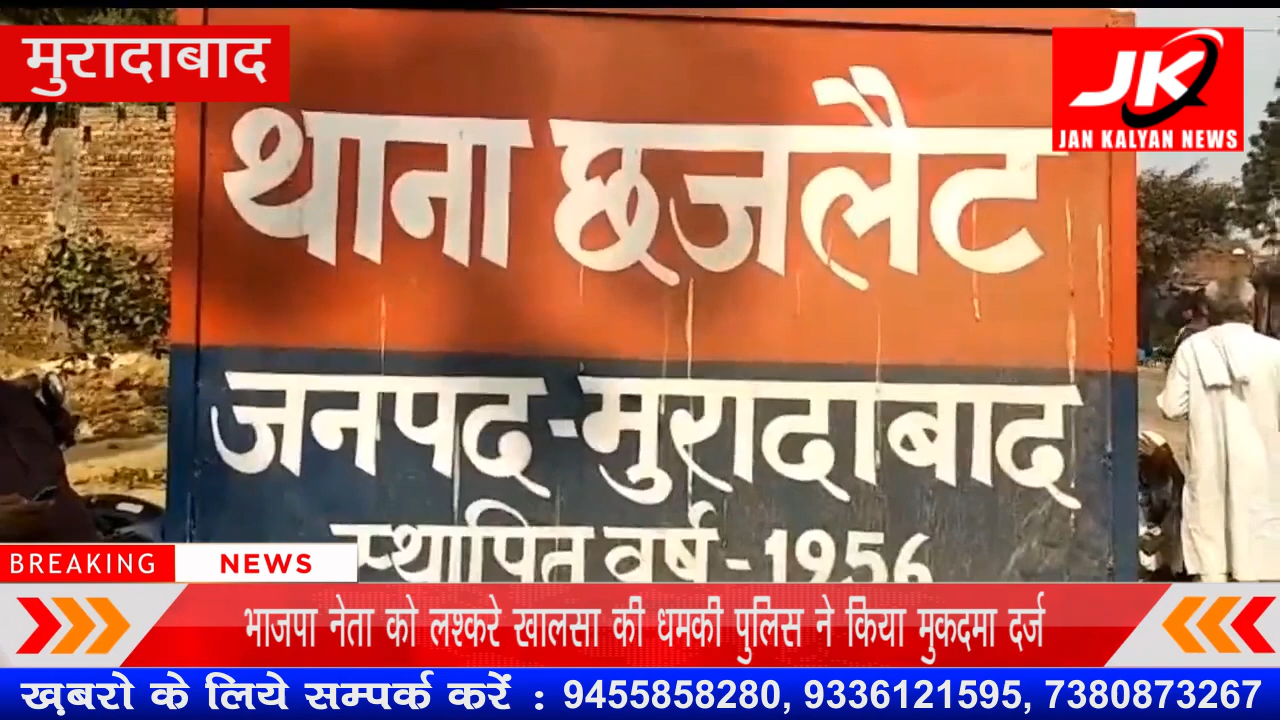 मुरादाबाद
JK
JAN KALYAN NEWS
थाना छजलैट
जनपद-मुरादाबाद
स्थापित वर्ष - 1956
BREAKING NEWS
भाजपा नेता को लश्करे खालसा की धमकी पुलिस ने किया मुकदमा दर्ज
ख़बरो के लिये सम्पर्क करें : 9455858280, 9336121595, 7380873267